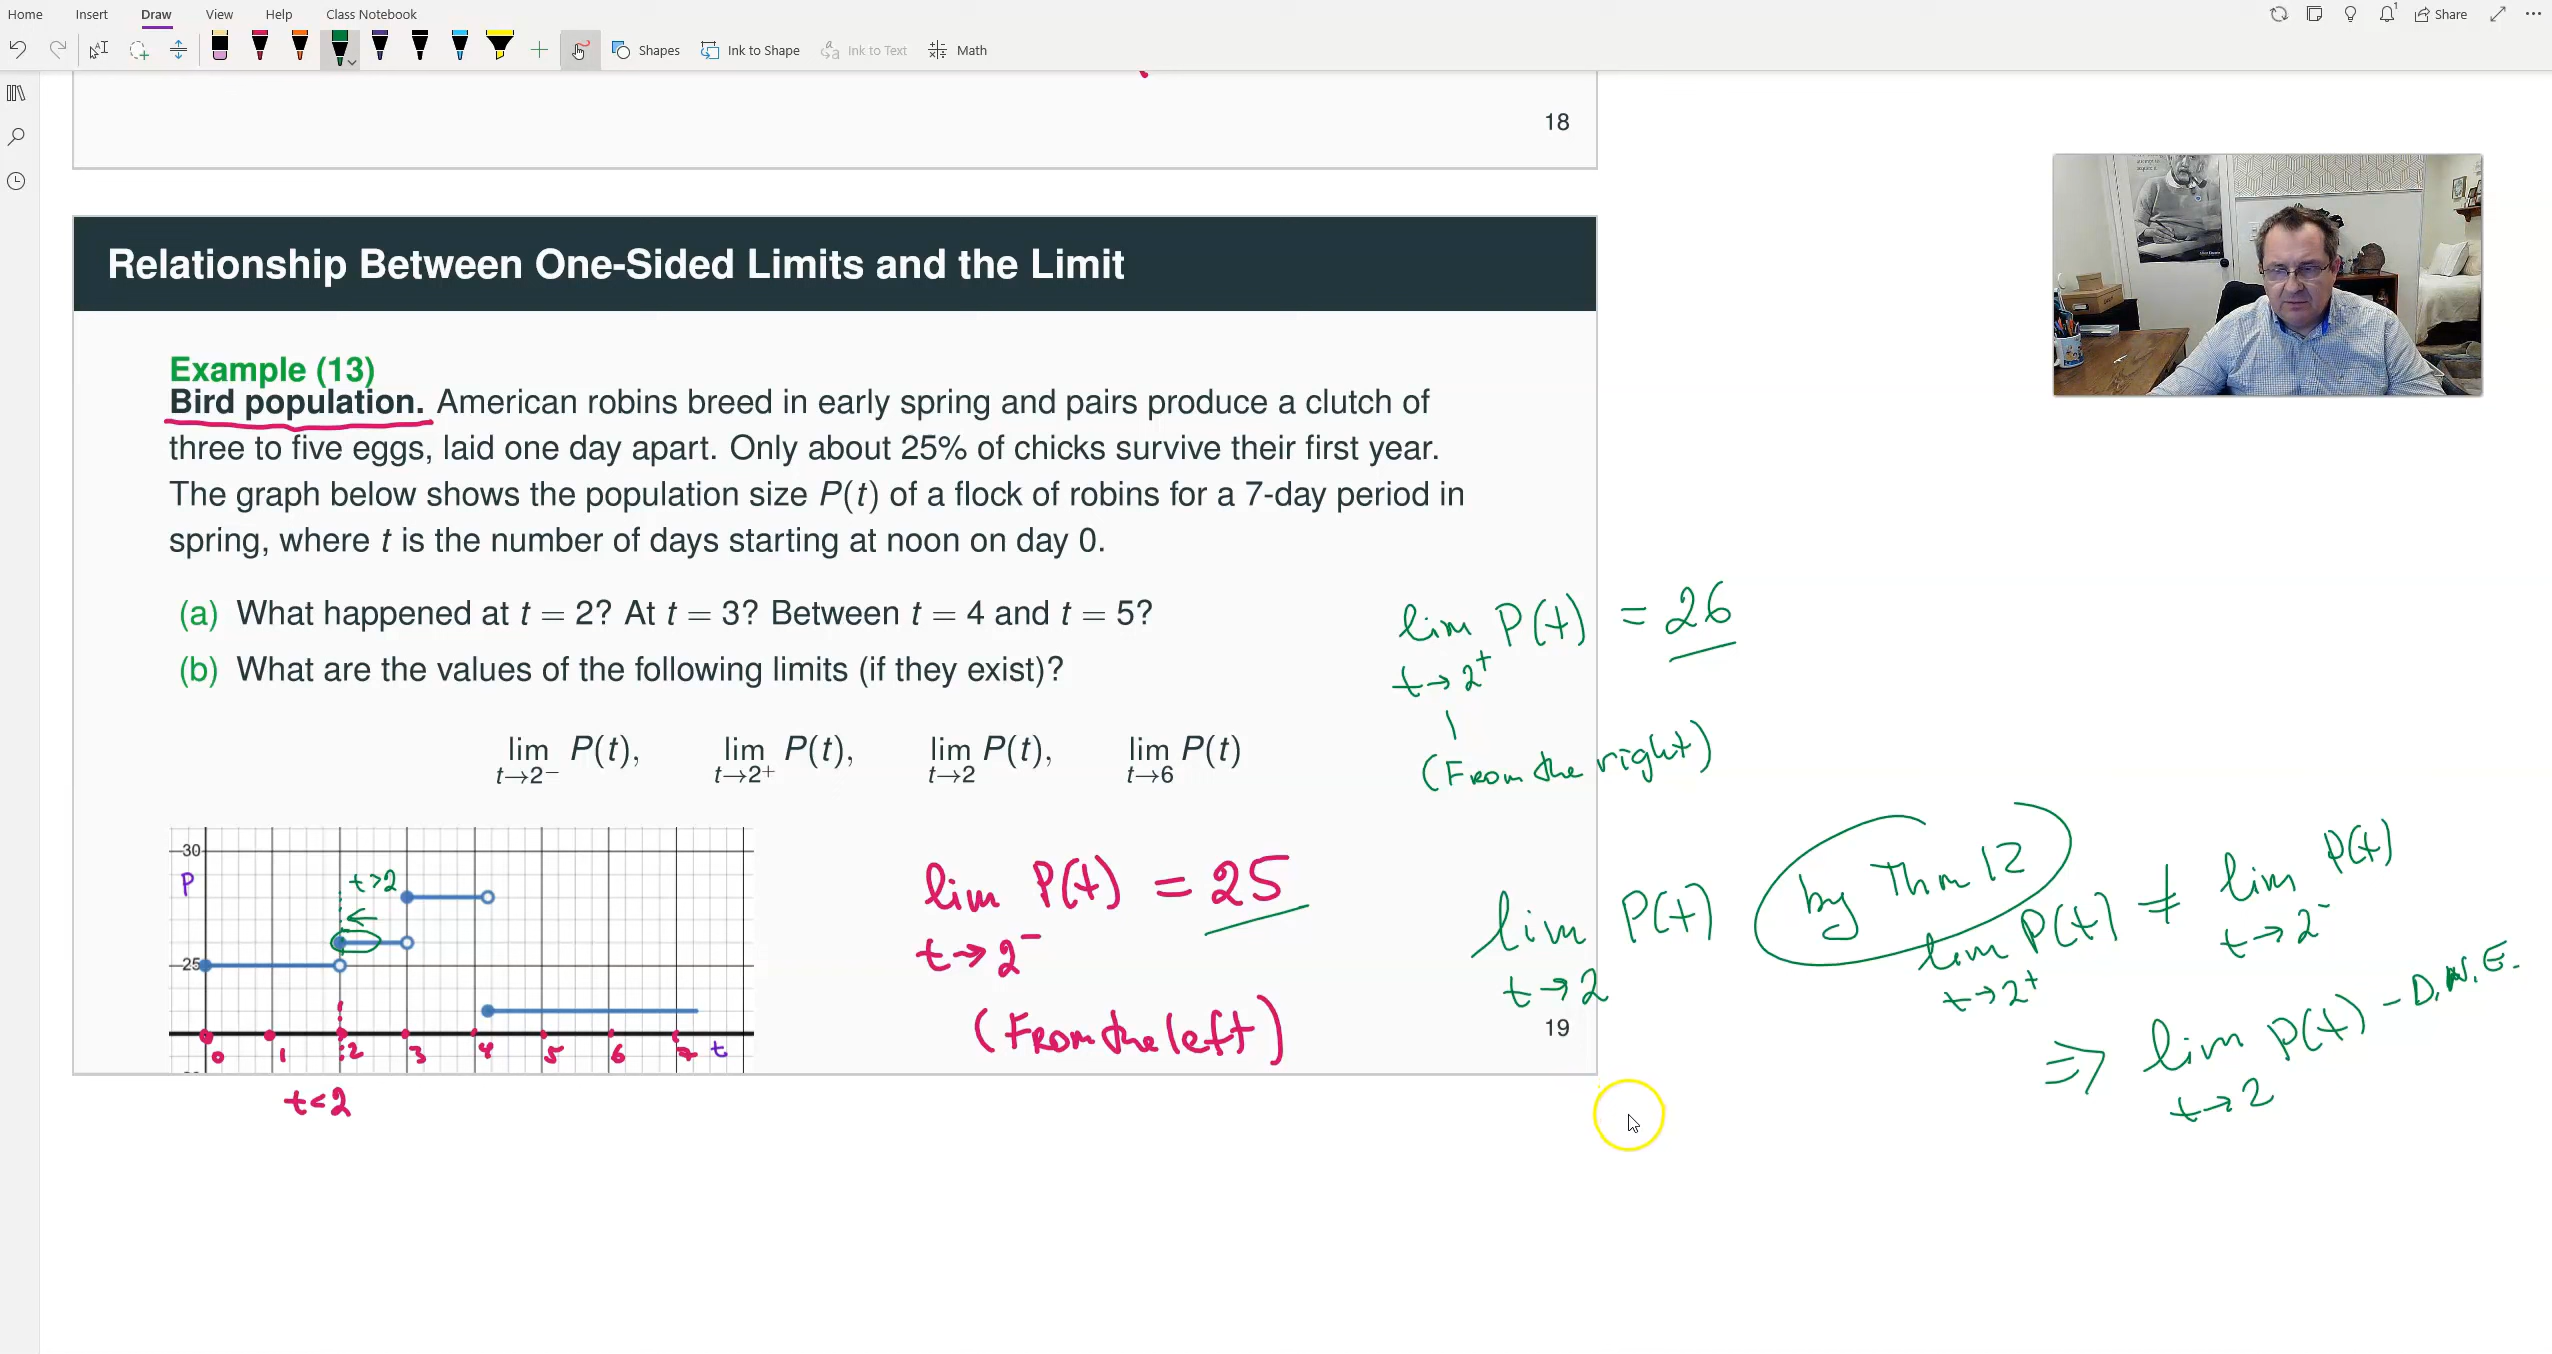 Home Insert Draw View Help Class Notebook
1 Share
Shapes Ink to Shape Ink to Text Math
18
Relationship Between One-Sided Limits and the Limit
Example (13)
Bird population. American robins breed in early spring and pairs produce a clutch of
three to five eggs, laid one day apart. Only about 25% of chicks survive their first year.
The graph below shows the population size P(t) of a flock of robins for a 7-day period in
spring, where t is the number of days starting at noon on day 0.
(a) What happened at t = 2? At t = 3? Between t = 4 and t = 5?
(b) What are the values of the following limits (if they exist)?
lim P(t), lim P(t), lim P(t), lim P(t)
t→2⁻ t→2⁺ t→2 t→6
lim P(t) = 26
t→2⁺
(From the right)
30
P
t>2
25
0 1 2 3 4 5 6 7 t
t<2
lim P(t) = 25
t→2⁻
(From the left)
lim P(t) by Thm 12
t→2
lim P(t) ≠ lim P(t)
t→2⁺ t→2⁻
⇒ lim P(t) - D.N.E.
t→2
19